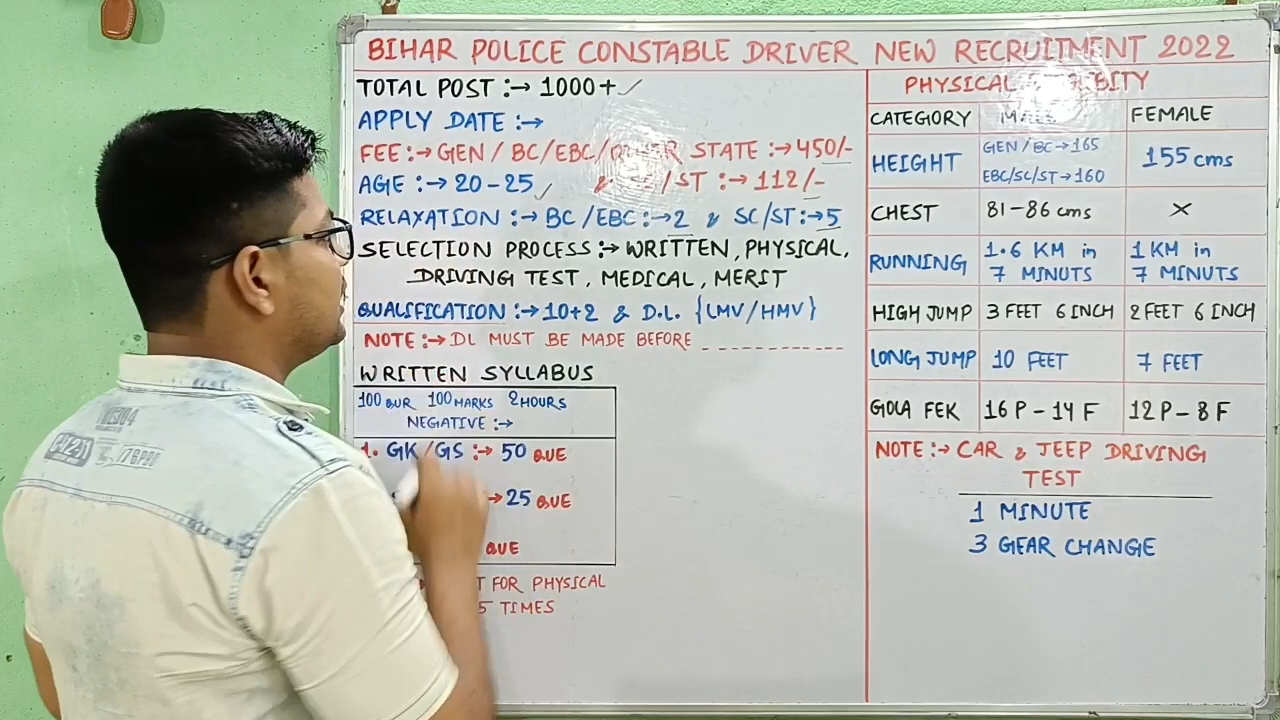 BIHAR POLICE CONSTABLE DRIVER NEW RECRUITMENT 2022
TOTAL POST :→ 1000+
APPLY DATE :→
FEE :→ GEN / BC/EBC/OTHER STATE :→ 450/-
& SC/ST :→ 112/-
AGE :→ 20-25
RELAXATION :→ BC/EBC :→ 2 & SC/ST :→ 5
SELECTION PROCESS :→ WRITTEN, PHYSICAL,
DRIVING TEST, MEDICAL, MERIT
QUALIFICATION :→ 10+2 & D.L. {LMV/HMV}
NOTE :→ DL MUST BE MADE BEFORE ____________
WRITTEN SYLLABUS
100 QUE 100 MARKS 2 HOURS
NEGATIVE :→
1. GK/GS :→ 50 QUE
→ 25 QUE
QUE
FOR PHYSICAL
5 TIMES
PHYSICAL
CATEGORY MALE FEMALE
HEIGHT GEN / BC → 165 155 cms
EBC/SC/ST → 160
CHEST 81-86 cms ×
RUNNING 1.6 KM in 1 KM in
7 MINUTS 7 MINUTS
HIGH JUMP 3 FEET 6 INCH 2 FEET 6 INCH
LONG JUMP 10 FEET 7 FEET
GOLA FEK 16 P - 14 F 12 P - 8 F
NOTE :→ CAR & JEEP DRIVING
TEST
1 MINUTE
3 GEAR CHANGE